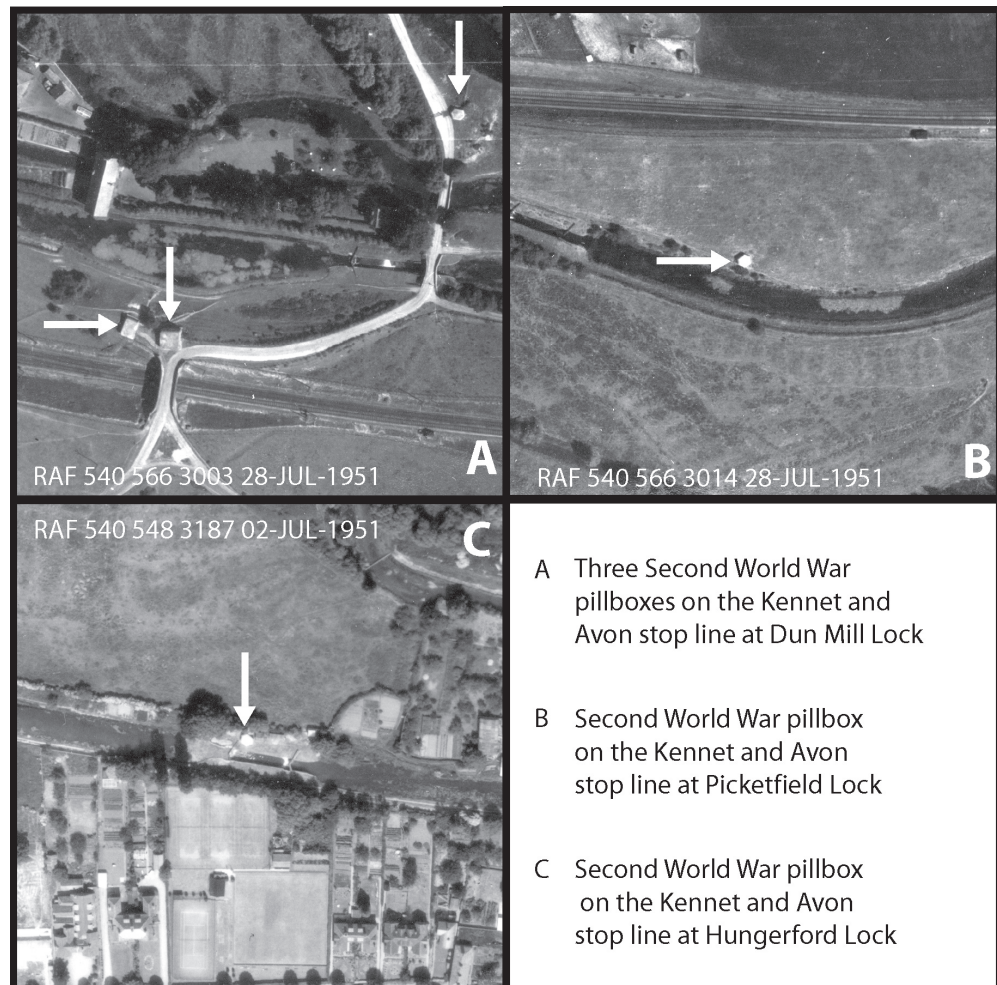 A
RAF 540 566 3003 28-JUL-1951
B
RAF 540 566 3014 28-JUL-1951
RAF 540 548 3187 02-JUL-1951
C
A Three Second World War
pillboxes on the Kennet and
Avon stop line at Dun Mill Lock
B Second World War pillbox
on the Kennet and Avon
stop line at Picketfield Lock
C Second World War pillbox
on the Kennet and Avon
stop line at Hungerford Lock